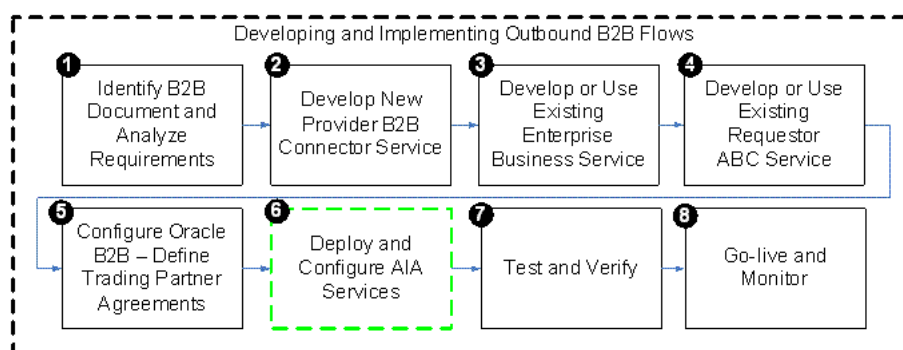 Developing and Implementing Outbound B2B Flows
1
Identify B2B
Document and
Analyze
Requirements
2
Develop New
Provider B2B
Connector Service
3
Develop or Use
Existing
Enterprise
Business Service
4
Develop or Use
Existing
Requestor
ABC Service
5
Configure Oracle
B2B – Define
Trading Partner
Agreements
6
Deploy and
Configure AIA
Services
7
Test and Verify
8
Go-live and
Monitor